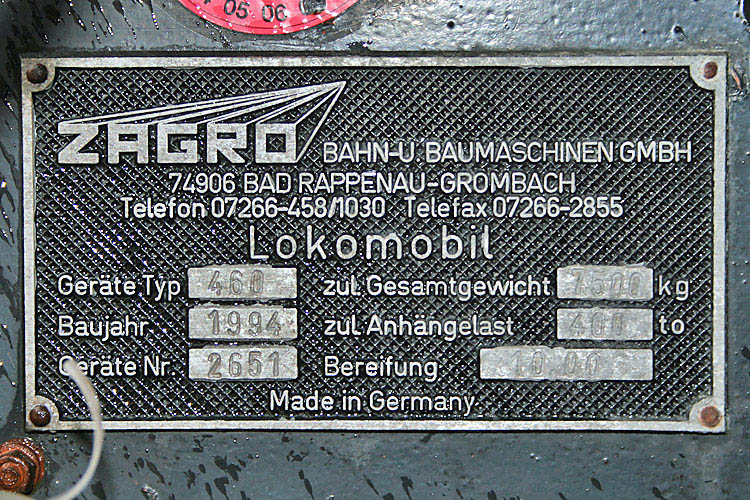 05 06
ZAGRO BAHN-U. BAUMASCHINEN GMBH
74906 BAD RAPPENAU-GROMBACH
Telefon 07266-458/1030 Telefax 07266-2855
Lokomobil
Geräte Typ 460 zul. Gesamtgewicht 7500 kg
Baujahr 1994 zul. Anhängelast 400 to
Geräte Nr. 2651 Bereifung 10.00
Made in Germany